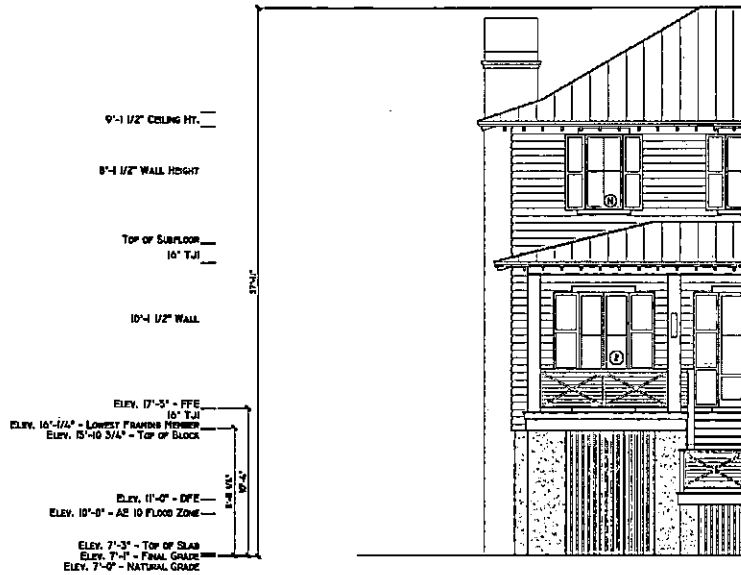 9'-1 1/2" CEILING HT.
8'-1 1/2" WALL HEIGHT
TOP OF SUBFLOOR
16" TJI
10'-1 1/2" WALL
ELEV. 17'-5" - FFE
16" TJI
ELEV. 16'-1/4" - LOWEST FRAMING MEMBER
ELEV. 15'-10 3/4" - TOP OF BLOCK
ELEV. 11'-0" - DFE
ELEV. 10'-0" - AE 10 FLOOD ZONE
ELEV. 7'-3" - TOP OF SLAB
ELEV. 7'-1" - FINAL GRADE
ELEV. 7'-0" - NATURAL GRADE